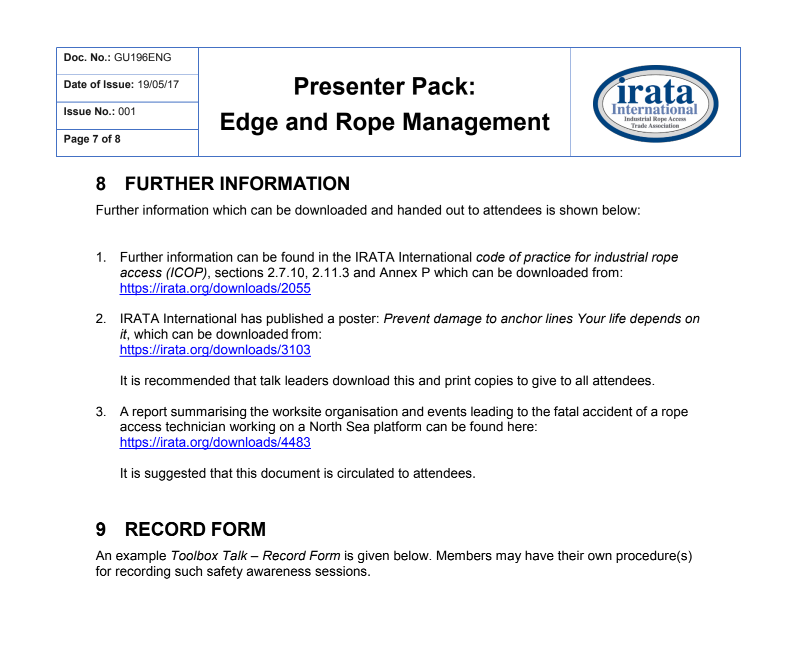 Doc. No.: GU196ENG
Date of Issue: 19/05/17
Issue No.: 001
Page 7 of 8
Presenter Pack:
Edge and Rope Management
irata
International
Industrial Rope Access
Trade Association
8 FURTHER INFORMATION
Further information which can be downloaded and handed out to attendees is shown below:
1. Further information can be found in the IRATA International code of practice for industrial rope
access (ICOP), sections 2.7.10, 2.11.3 and Annex P which can be downloaded from:
https://irata.org/downloads/2055
2. IRATA International has published a poster: Prevent damage to anchor lines Your life depends on
it, which can be downloaded from:
https://irata.org/downloads/3103
It is recommended that talk leaders download this and print copies to give to all attendees.
3. A report summarising the worksite organisation and events leading to the fatal accident of a rope
access technician working on a North Sea platform can be found here:
https://irata.org/downloads/4483
It is suggested that this document is circulated to attendees.
9 RECORD FORM
An example Toolbox Talk – Record Form is given below. Members may have their own procedure(s)
for recording such safety awareness sessions.